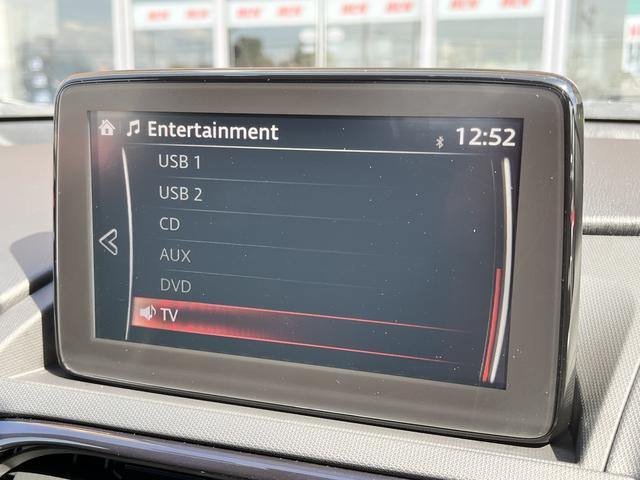 Entertainment
12:52
USB 1
USB 2
CD
AUX
DVD
TV